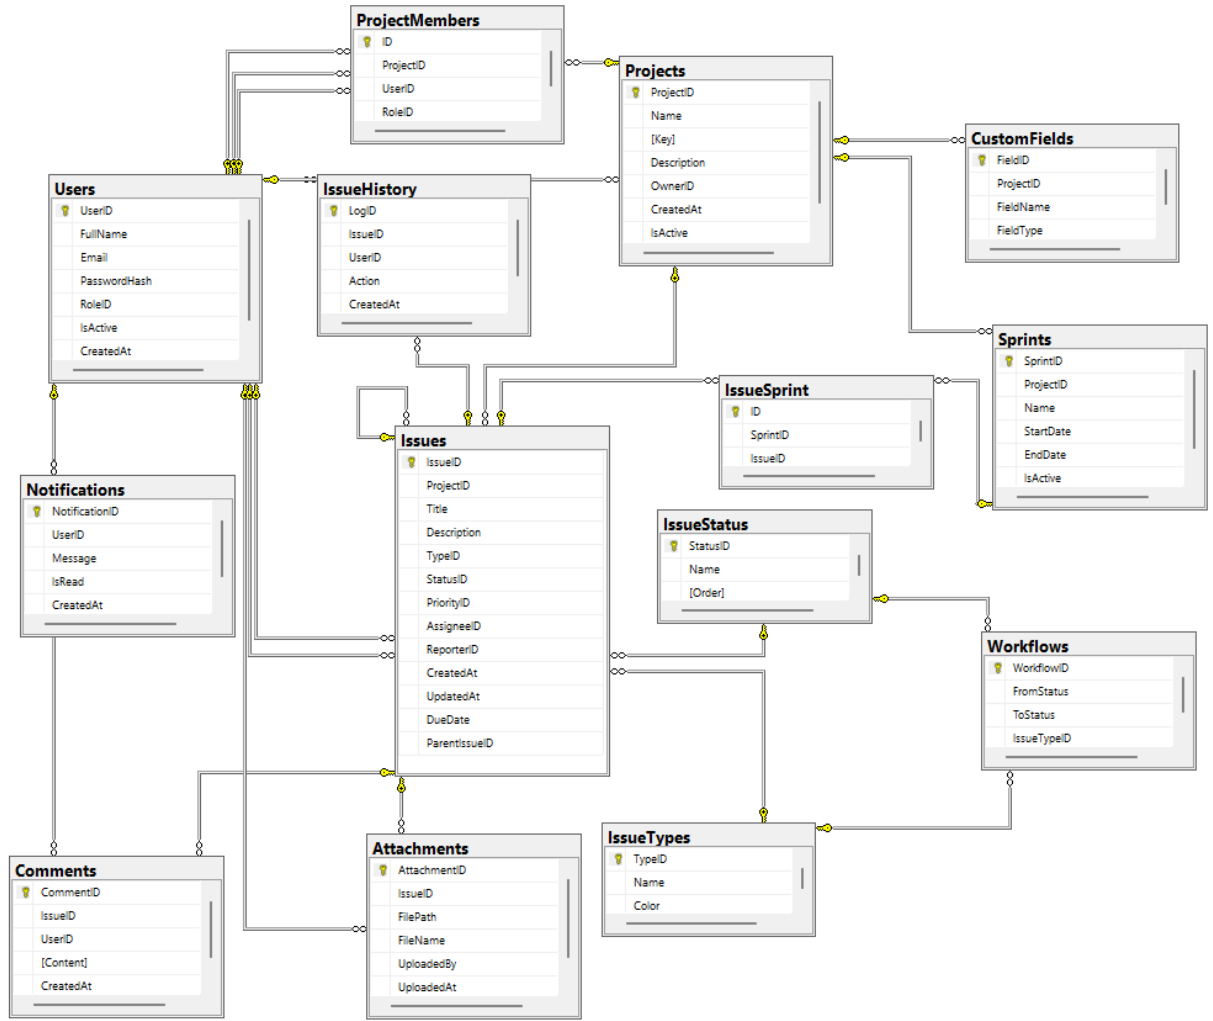 ProjectMembers
ID
ProjectID
UserID
RoleID
Projects
ProjectID
Name
[Key]
Description
OwnerID
CreatedAt
IsActive
CustomFields
FieldID
ProjectID
FieldName
FieldType
Users
UserID
FullName
Email
PasswordHash
RoleID
IsActive
CreatedAt
IssueHistory
LogID
IssueID
UserID
Action
CreatedAt
Sprints
SprintID
ProjectID
Name
StartDate
EndDate
IsActive
IssueSprint
ID
SprintID
IssueID
Issues
IssueID
ProjectID
Title
Description
TypeID
StatusID
PriorityID
AssigneeID
ReporterID
CreatedAt
UpdatedAt
DueDate
ParentIssueID
Notifications
NotificationID
UserID
Message
IsRead
CreatedAt
IssueStatus
StatusID
Name
[Order]
Workflows
WorkflowID
FromStatus
ToStatus
IssueTypeID
IssueTypes
TypeID
Name
Color
Attachments
AttachmentID
IssueID
FilePath
FileName
UploadedBy
UploadedAt
Comments
CommentID
IssueID
UserID
[Content]
CreatedAt